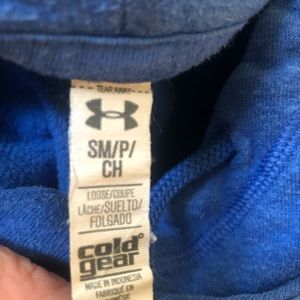 TEAR AWAY
SM/P/
CH
LOOSE/COUPE
LÂCHE/SUELTO/
FOLGADO
cold
gear
MADE IN INDONESIA
FABRIQUÉ EN